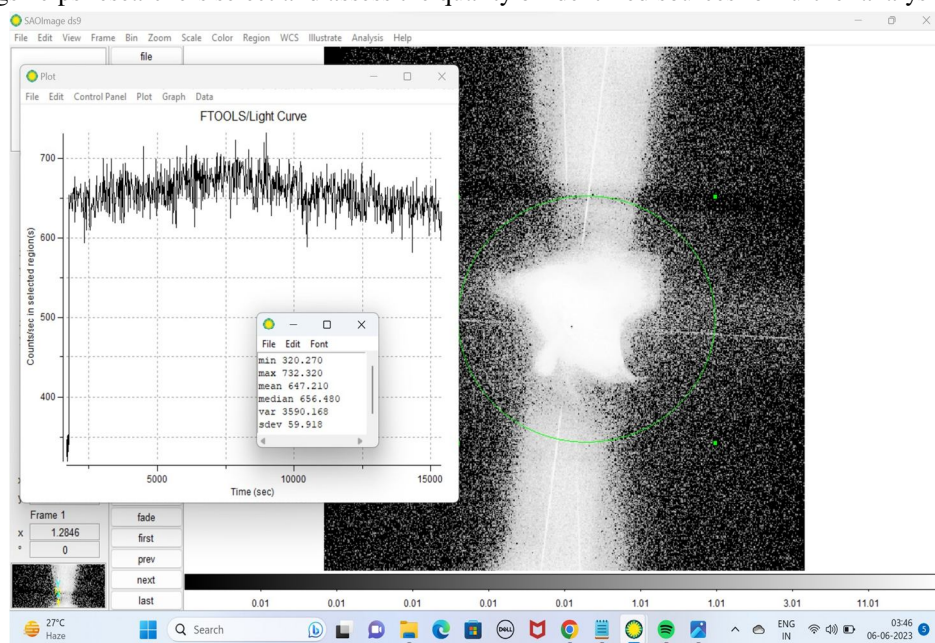 SAOImage ds9
File Edit View Frame Bin Zoom Scale Color Region WCS Illustrate Analysis Help
file
Plot
File Edit Control Panel Plot Graph Data
FTOOLS/Light Curve
Counts/sec in selected region(s)
700
600
500
400
5000 10000 15000
Time (sec)
File Edit Font
min 320.270
max 732.320
mean 647.210
median 656.480
var 3590.168
sdev 59.918
Frame 1
x 1.2846
° 0
fade
first
prev
next
last
0.01 0.01 0.01 0.01 0.01 1.01 1.01 3.01 11.01
27°C
Haze
Search
DELL
ENG
IN
03:46
06-06-2023
5